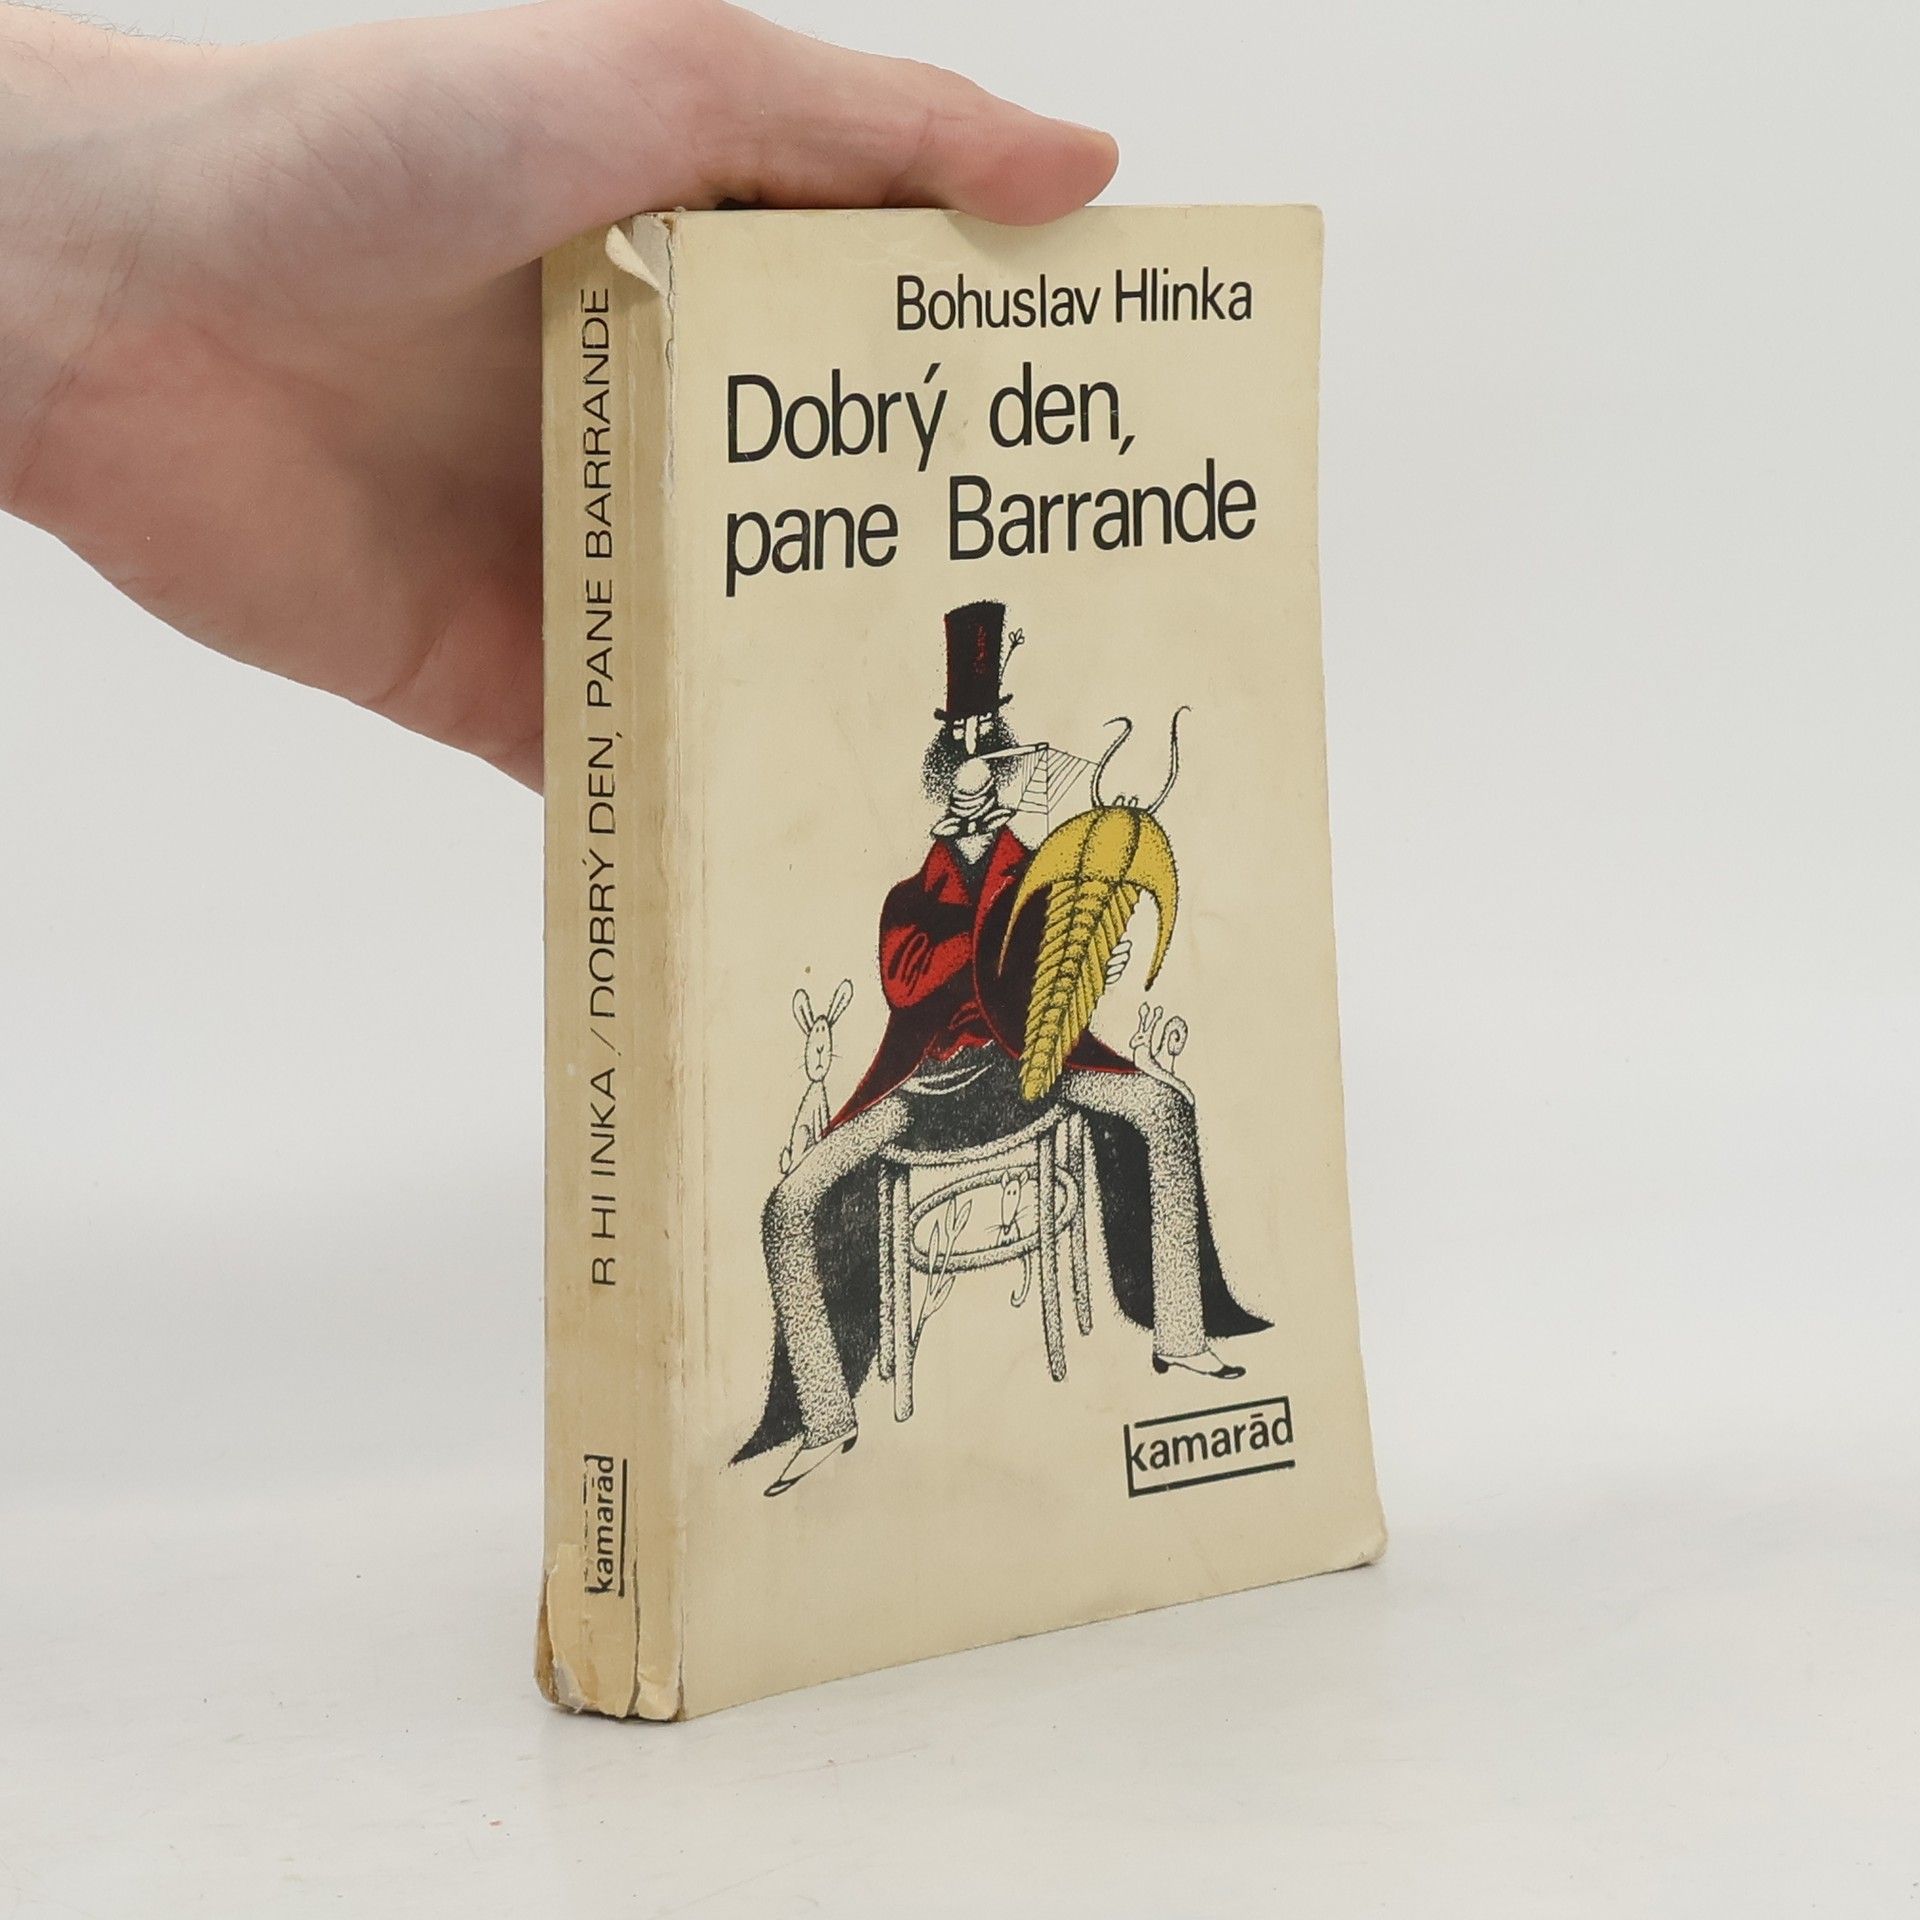 Bohuslav Hlinka
Dobrý den,
pane Barrande
kamarád
B HLINKA / DOBRÝ DEN, PANE BARRANDE
kamarád